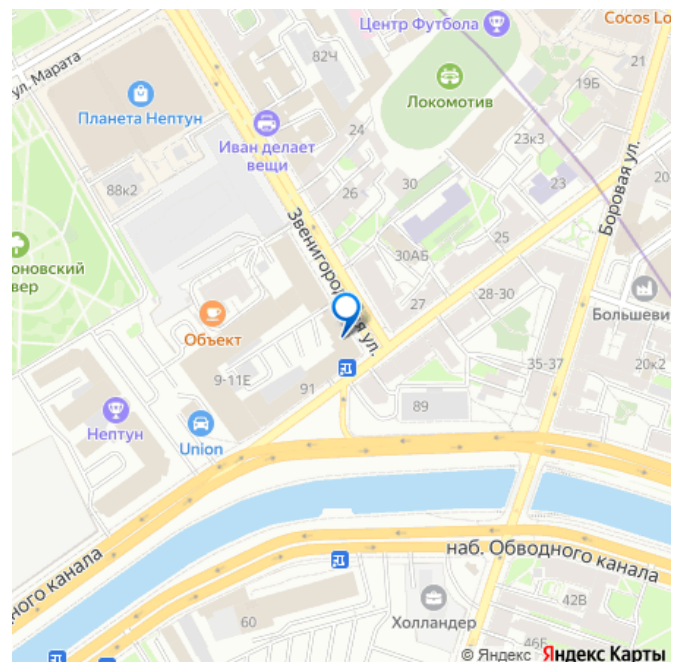 Центр Футбола
Cocos Lo
82Ч
21
ул. Марата
Локомотив
19Б
Планета Нептун
Иван делает
вещи
24
23к3
Боровая ул.
88к2
26
30
23
20
Звенигородская ул.
30АБ
25
оновский
вер
27
28-30
Объект
Большеви
9-11Е
35-37
20к2
91
89
Нептун
Union
ного канала
наб. Обводного канала
Холландер
42В
60
46Б
© Яндекс Яндекс Карты